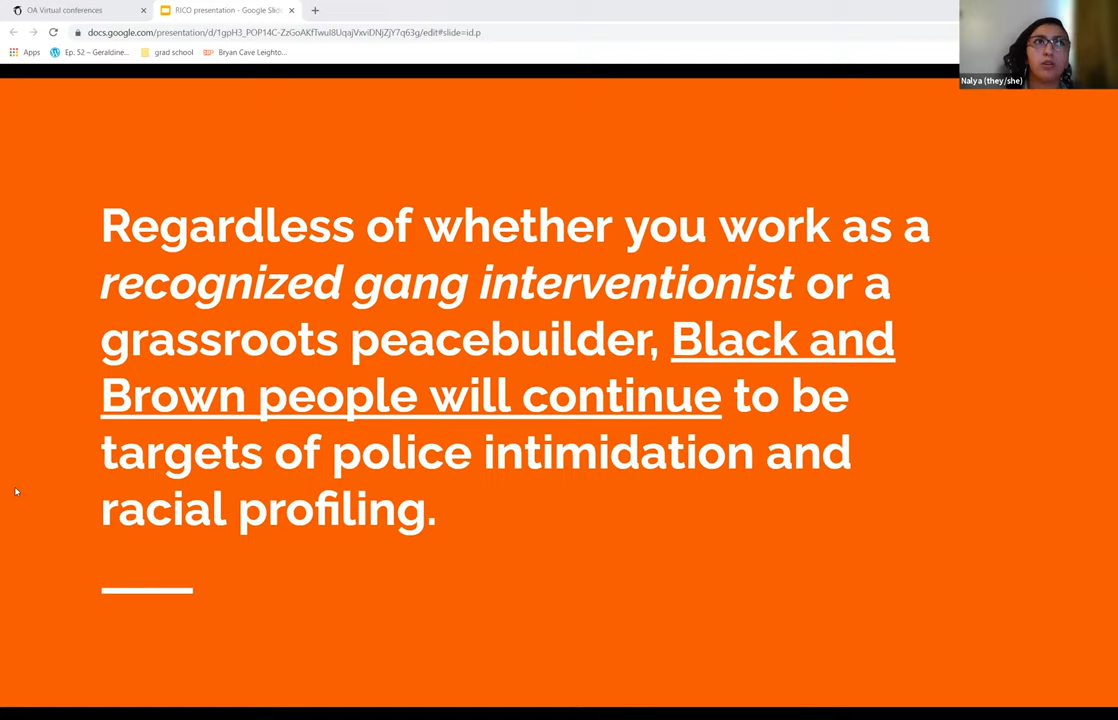 OA Virtual conferences
RICO presentation - Google Slid
docs.google.com/presentation/d/1gpH3_POP14C-ZzGoAKfTwuI8UqajVxviDNjZjY7q63g/edit#slide=id.p
Apps
Ep. 52 – Geraldine...
grad school
Bryan Cave Leighto...
Nalya (they/she)
Regardless of whether you work as a
recognized gang interventionist or a
grassroots peacebuilder, Black and
Brown people will continue to be
targets of police intimidation and
racial profiling.